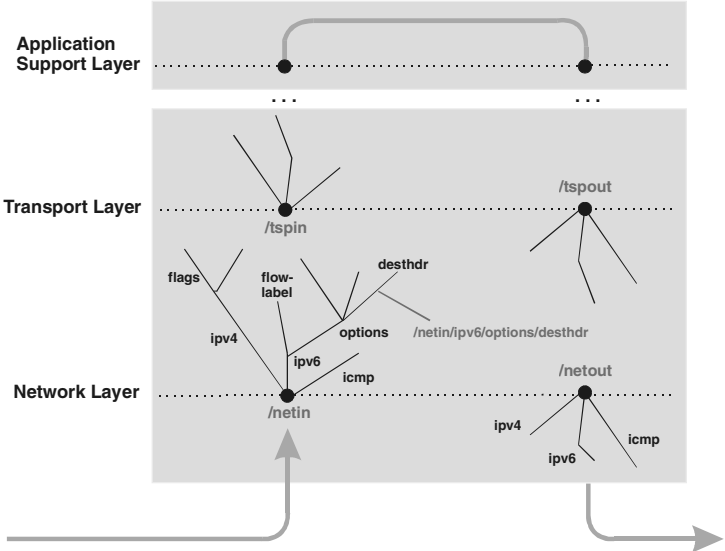 Application
Support Layer
...
...
Transport Layer
/tspin
/tspout
flags
flow-
label
desthdr
ipv4
options
/netin/ipv6/options/desthdr
ipv6
icmp
Network Layer
/netin
/netout
ipv4
ipv6
icmp